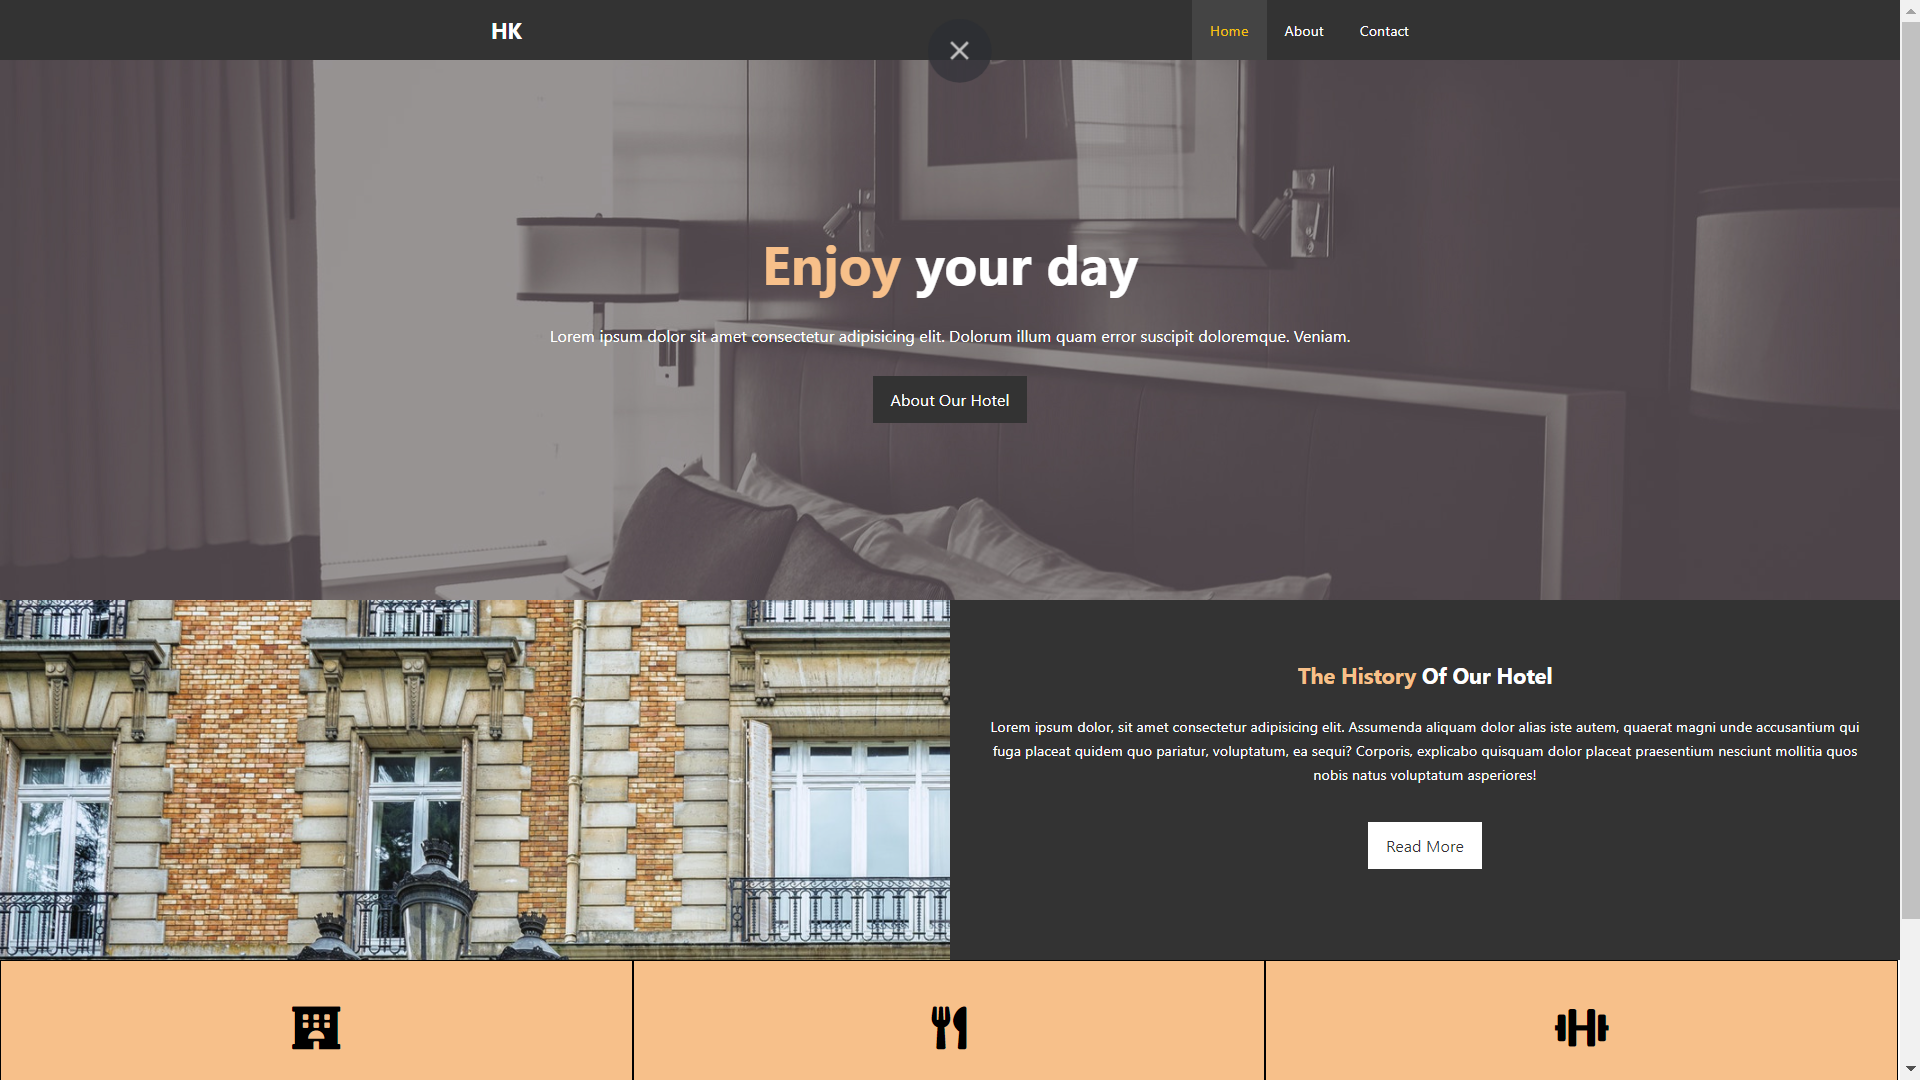 HK
Home About Contact
Enjoy your day
Lorem ipsum dolor sit amet consectetur adipisicing elit. Dolorum illum quam error suscipit doloremque. Veniam.
About Our Hotel
The History Of Our Hotel
Lorem ipsum dolor, sit amet consectetur adipisicing elit. Assumenda aliquam dolor alias iste autem, quaerat magni unde accusantium qui
fuga placeat quidem quo pariatur, voluptatum, ea sequi? Corporis, explicabo quisquam dolor placeat praesentium nesciunt mollitia quos
nobis natus voluptatum asperiores!
Read More